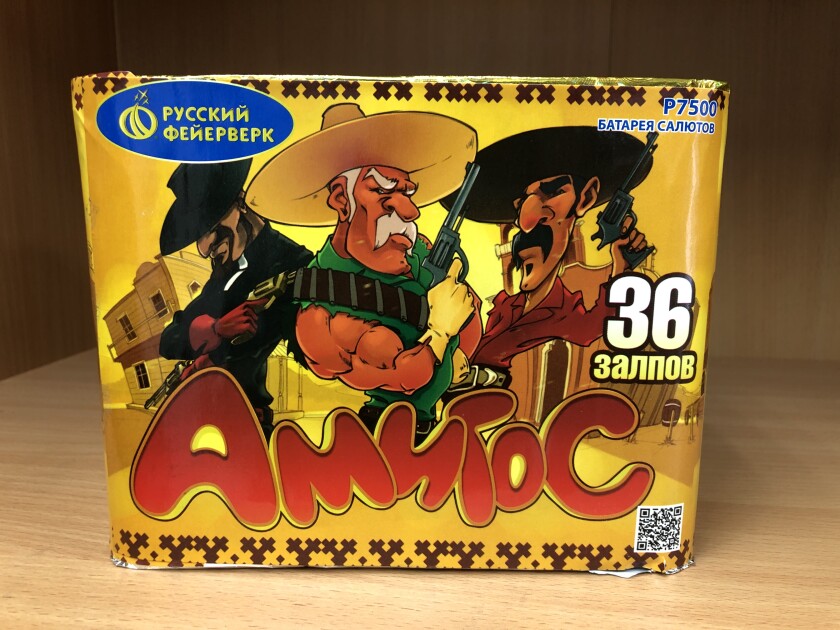 РУССКИЙ
ФЕЙЕРВЕРК
Р7500
БАТАРЕЯ САЛЮТОВ
36
ЗАЛПОВ
АМИГОС